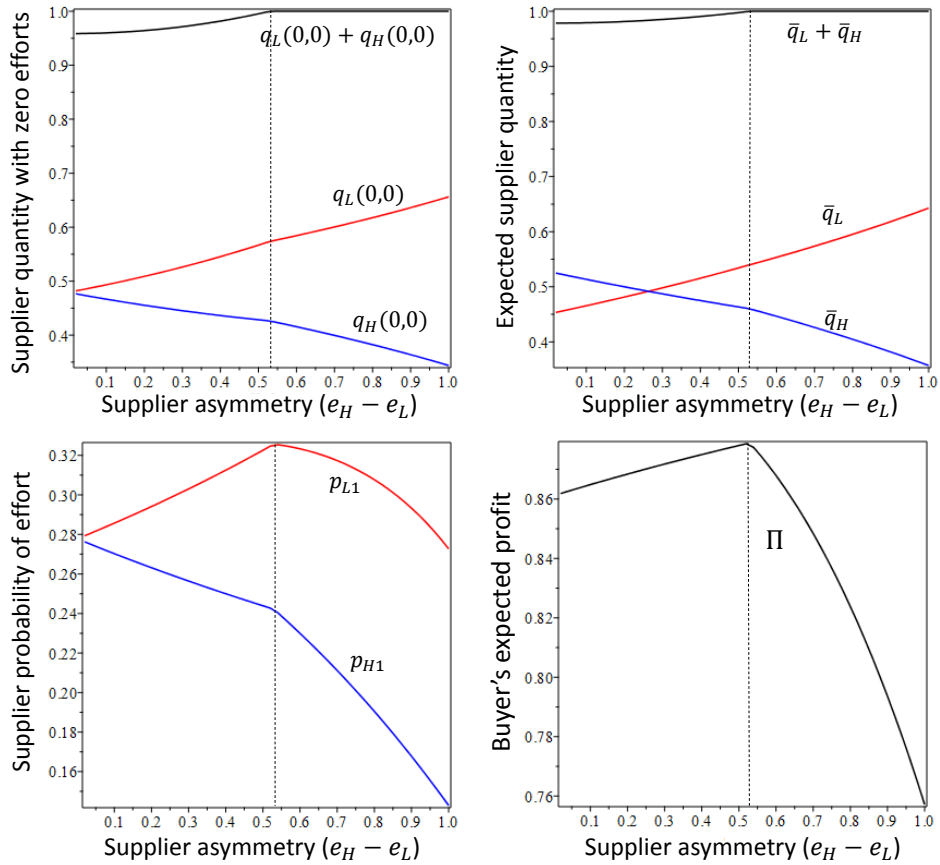 1.0
0.9
0.8
0.7
0.6
0.5
0.4
0.1 0.2 0.3 0.4 0.5 0.6 0.7 0.8 0.9 1.0
Supplier quantity with zero efforts
q_L(0,0) + q_H(0,0)
q_L(0,0)
q_H(0,0)
Supplier asymmetry (e_H − e_L)
1.0
0.9
0.8
0.7
0.6
0.5
0.4
0.1 0.2 0.3 0.4 0.5 0.6 0.7 0.8 0.9 1.0
Expected supplier quantity
q̄_L + q̄_H
q̄_L
q̄_H
Supplier asymmetry (e_H − e_L)
0.32
0.30
0.28
0.26
0.24
0.22
0.20
0.18
0.16
0.1 0.2 0.3 0.4 0.5 0.6 0.7 0.8 0.9 1.0
Supplier probability of effort
p_{L1}
p_{H1}
Supplier asymmetry (e_H − e_L)
0.86
0.84
0.82
0.80
0.78
0.76
0.1 0.2 0.3 0.4 0.5 0.6 0.7 0.8 0.9 1.0
Buyer's expected profit
Π
Supplier asymmetry (e_H − e_L)